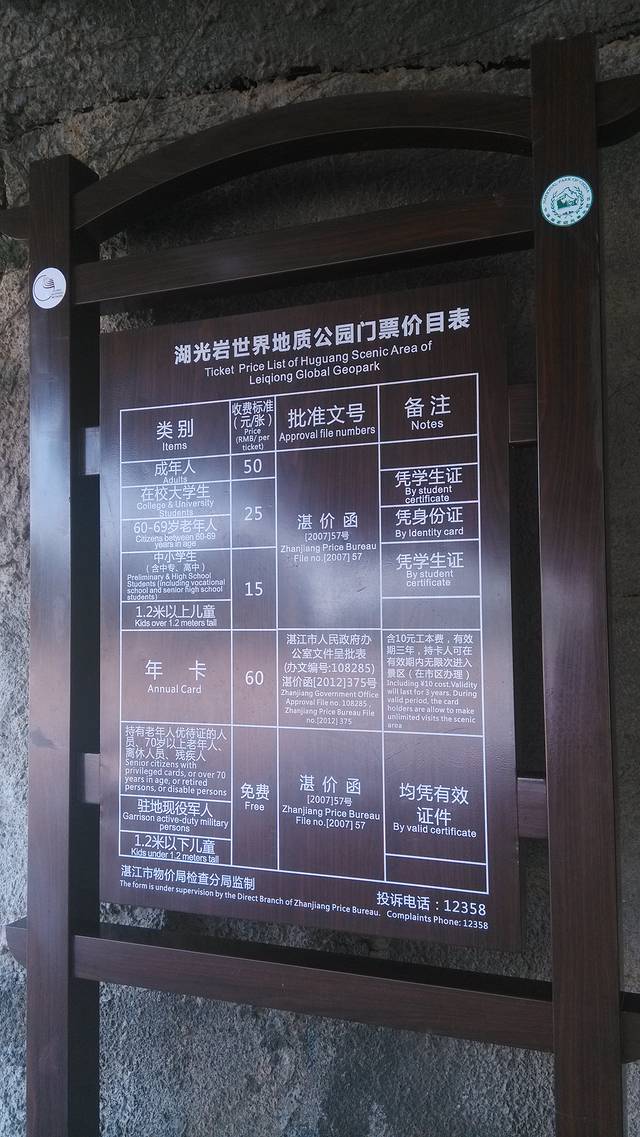 湖光岩世界地质公园门票价目表
Ticket Price List of Huguang Scenic Area of
Leiqiong Global Geopark
类别
Items
收费标准
（元/张）
Price
(RMB/ per
ticket)
批准文号
Approval file numbers
备注
Notes
成年人
Adults
50
湛价函
[2007]57号
Zhanjiang Price Bureau
File no.[2007] 57
在校大学生
College & University
Students
25
凭学生证
By student
certificate
60-69岁老年人
Citizens between 60-69
years in age
凭身份证
By Identity card
中小学生
（含中专、高中）
Preliminary & High School
Students (including vocational
school and senior high school
students)
15
凭学生证
By student
certificate
1.2米以上儿童
Kids over 1.2 meters tall
年卡
Annual Card
60
湛江市人民政府办
公室文件呈批表
(办文编号:108285)
湛价函[2012]375号
Zhanjiang Government Office
Approval file no. 108285 ,
Zhanjiang Price Bureau File
no.[2012] 375
含10元工本费，有效
期三年，持卡人可在
有效期内无限次进入
景区（在市区办理）
Including ¥10 cost.Validity
will last for 3 years. During
valid period, the card
holders are allow to make
unlimited visits the scenic
area
持有老年人优待证的人
员、70岁以上老年人、
离休人员、残疾人
Senior citizens with
privileged cards, or over 70
years in age, or retired
persons, or disable persons
免费
Free
湛价函
[2007]57号
Zhanjiang Price Bureau
File no.[2007] 57
均凭有效
证件
By valid certificate
驻地现役军人
Garrison active-duty military
persons
1.2米以下儿童
Kids under 1.2 meters tall
湛江市物价局检查分局监制
投诉电话：12358
The form is under supervision by the Direct Branch of Zhanjiang Price Bureau. Complaints Phone: 12358